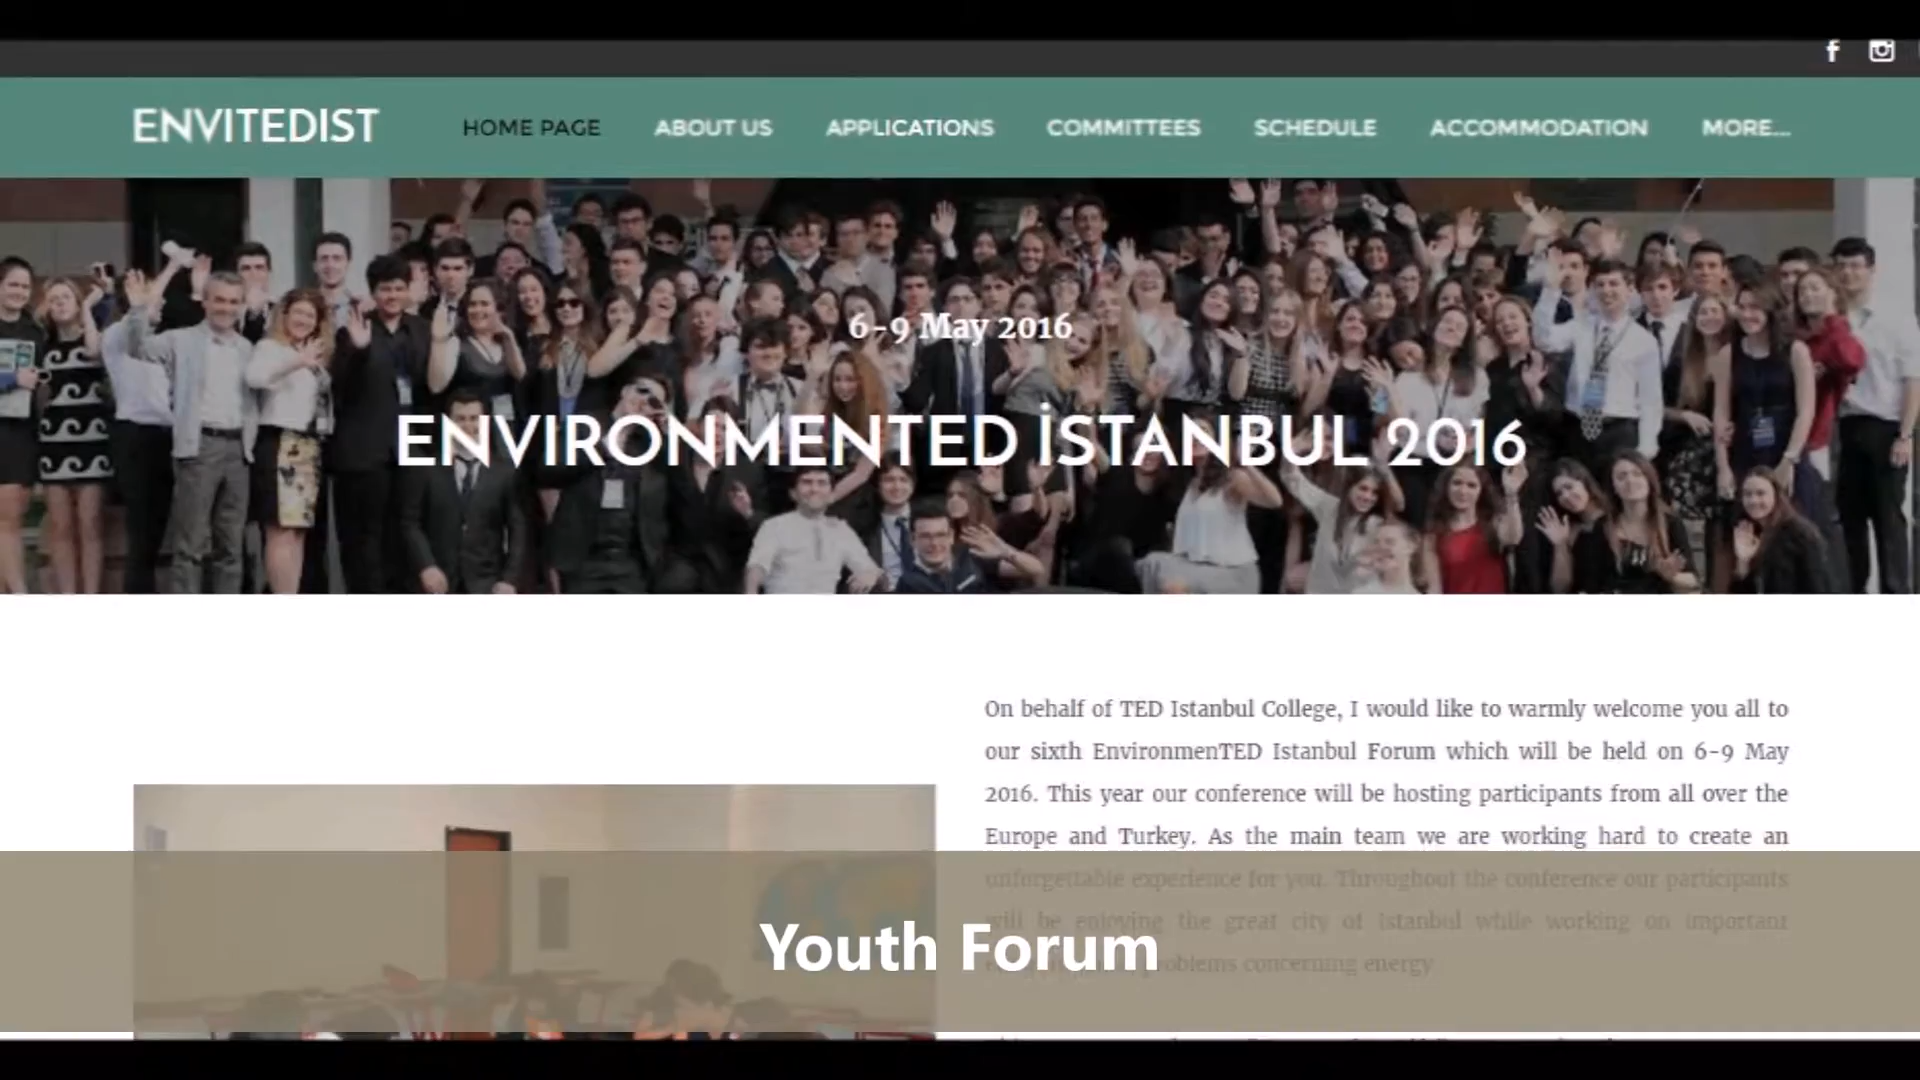 ENVITEDIST
HOME PAGE
ABOUT US
APPLICATIONS
COMMITTEES
SCHEDULE
ACCOMMODATION
MORE...
6-9 May 2016
ENVIRONMENTED İSTANBUL 2016
On behalf of TED Istanbul College, I would like to warmly welcome you all to
our sixth EnvironmenTED Istanbul Forum which will be held on 6-9 May
2016. This year our conference will be hosting participants from all over the
Europe and Turkey. As the main team we are working hard to create an
unforgettable experience for you. Throughout the conference our participants
will be enjoying the great city of Istanbul while working on important
problems concerning energy
Youth Forum